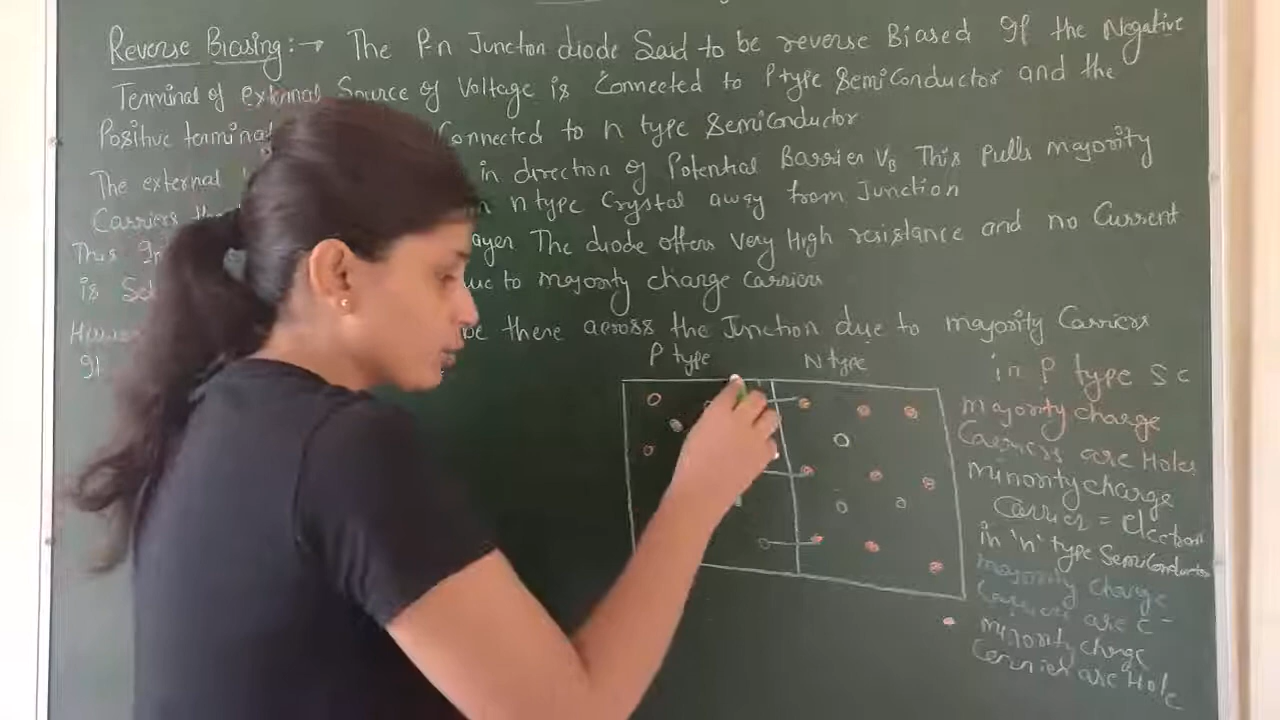 Reverse Biasing:→ The P-n Junction diode Said to be reverse Biased If the Negative
Terminal of external Source of Voltage is Connected to P type Semiconductor and the
Positive terminal Connected to n type Semiconductor
The external in direction of Potential Barrier VB This Pulls majority
Carriers n type Crystal away from Junction
Thus ayer The diode offers Very High resistance and no Current
is due to majority charge Carriers
be there across the Junction due to majority Carriers
P type N type
in P type S C
majority charge
Carriers are Holes
minority charge
Carrier = electron
in 'n' type Semiconductor
majority charge
Carriers are e-
minority charge
Carrier are Hole